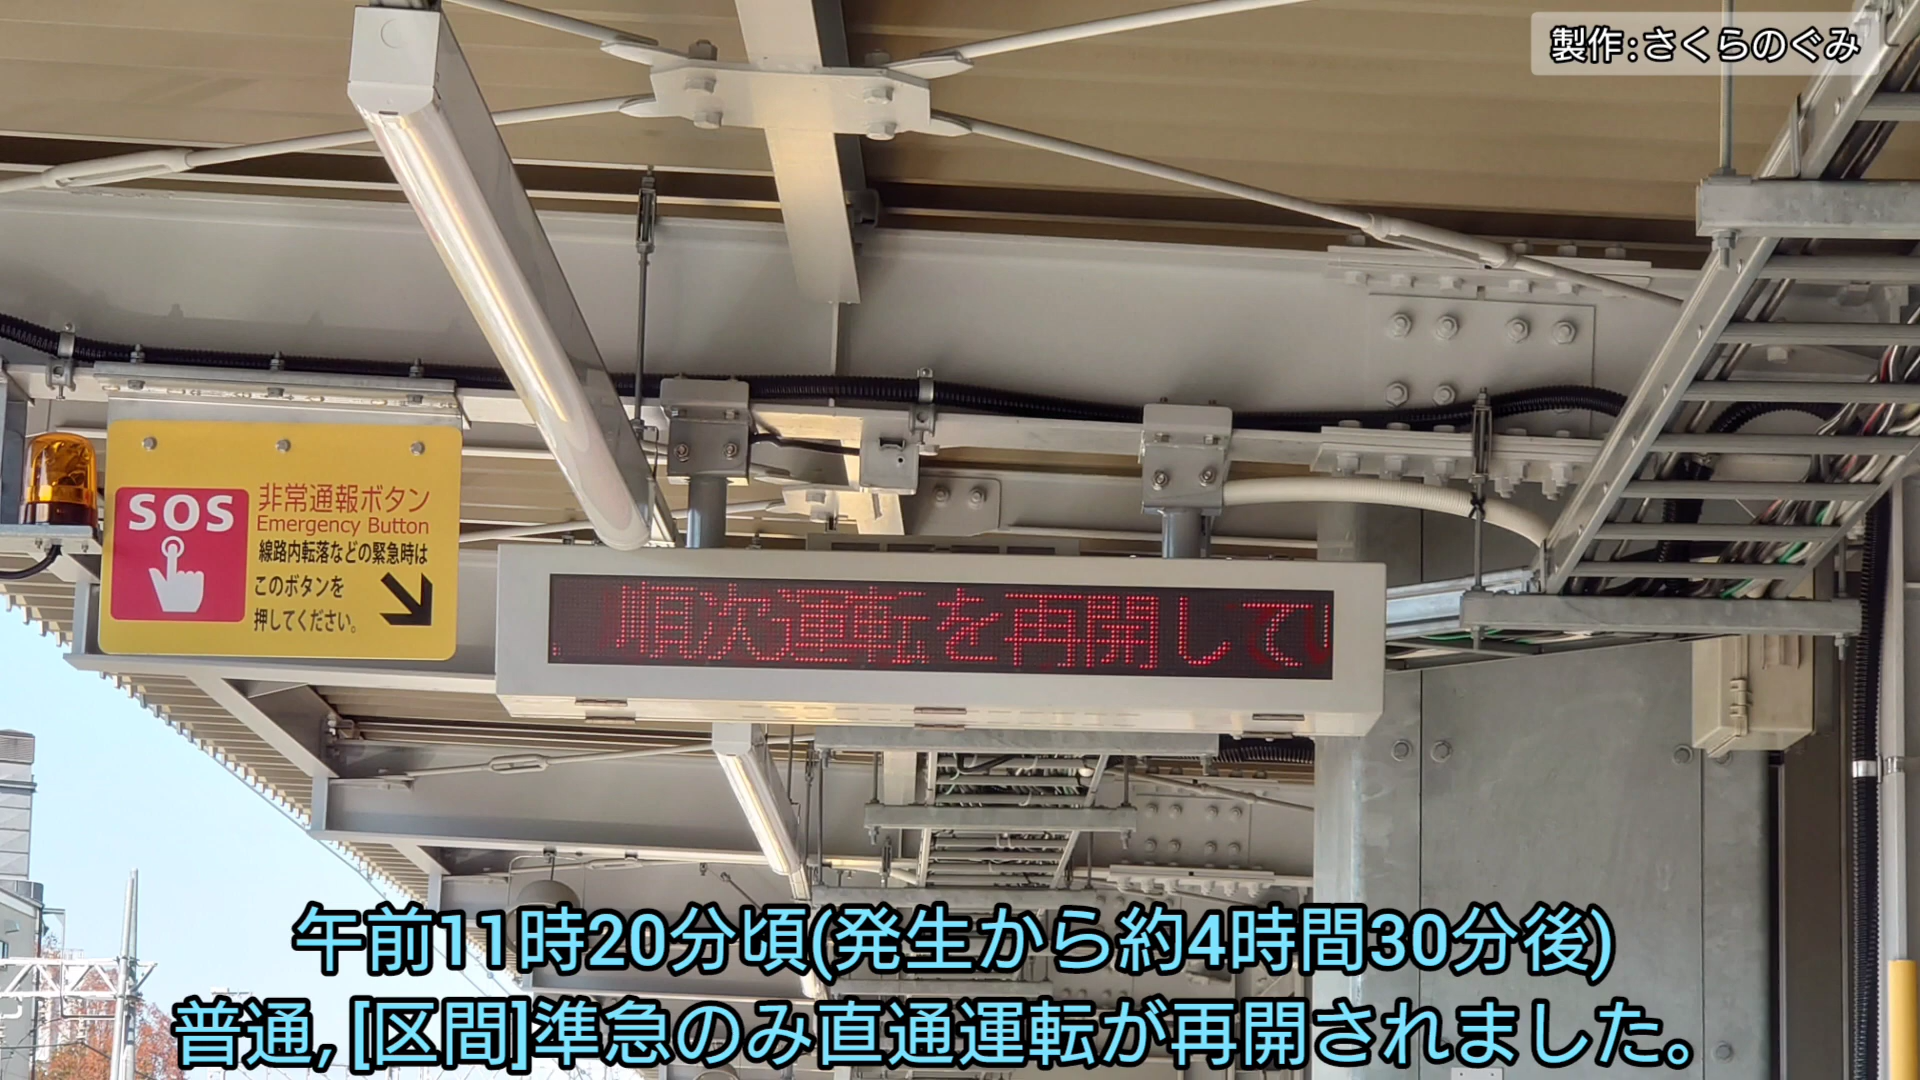 製作:さくらのぐみ
SOS
非常通報ボタン
Emergency Button
線路内転落などの緊急時は
このボタンを
押してください。
順次運転を再開して
午前11時20分頃(発生から約4時間30分後)
普通, [区間]準急のみ直通運転が再開されました。